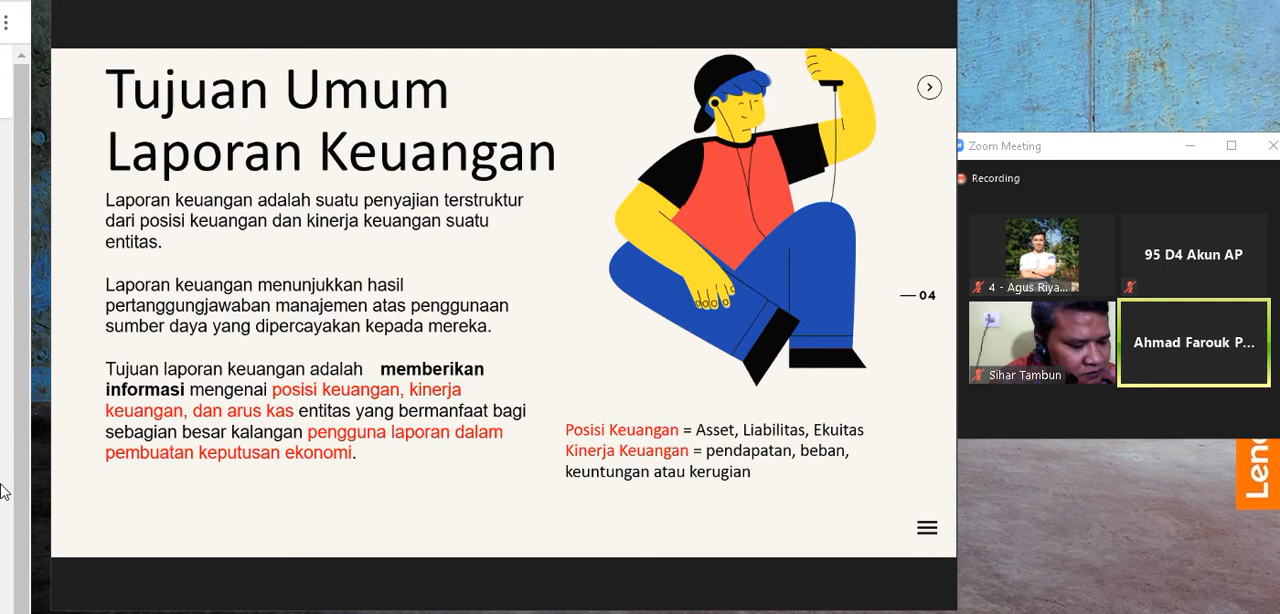 Tujuan Umum
Laporan Keuangan
Laporan keuangan adalah suatu penyajian terstruktur
dari posisi keuangan dan kinerja keuangan suatu
entitas.
Laporan keuangan menunjukkan hasil
pertanggungjawaban manajemen atas penggunaan
sumber daya yang dipercayakan kepada mereka.
Tujuan laporan keuangan adalah memberikan
informasi mengenai posisi keuangan, kinerja
keuangan, dan arus kas entitas yang bermanfaat bagi
sebagian besar kalangan pengguna laporan dalam
pembuatan keputusan ekonomi.
04
Posisi Keuangan = Asset, Liabilitas, Ekuitas
Kinerja Keuangan = pendapatan, beban,
keuntungan atau kerugian
Zoom Meeting
Recording
4 - Agus Riya...
95 D4 Akun AP
Sihar Tambun
Ahmad Farouk P...
Leno